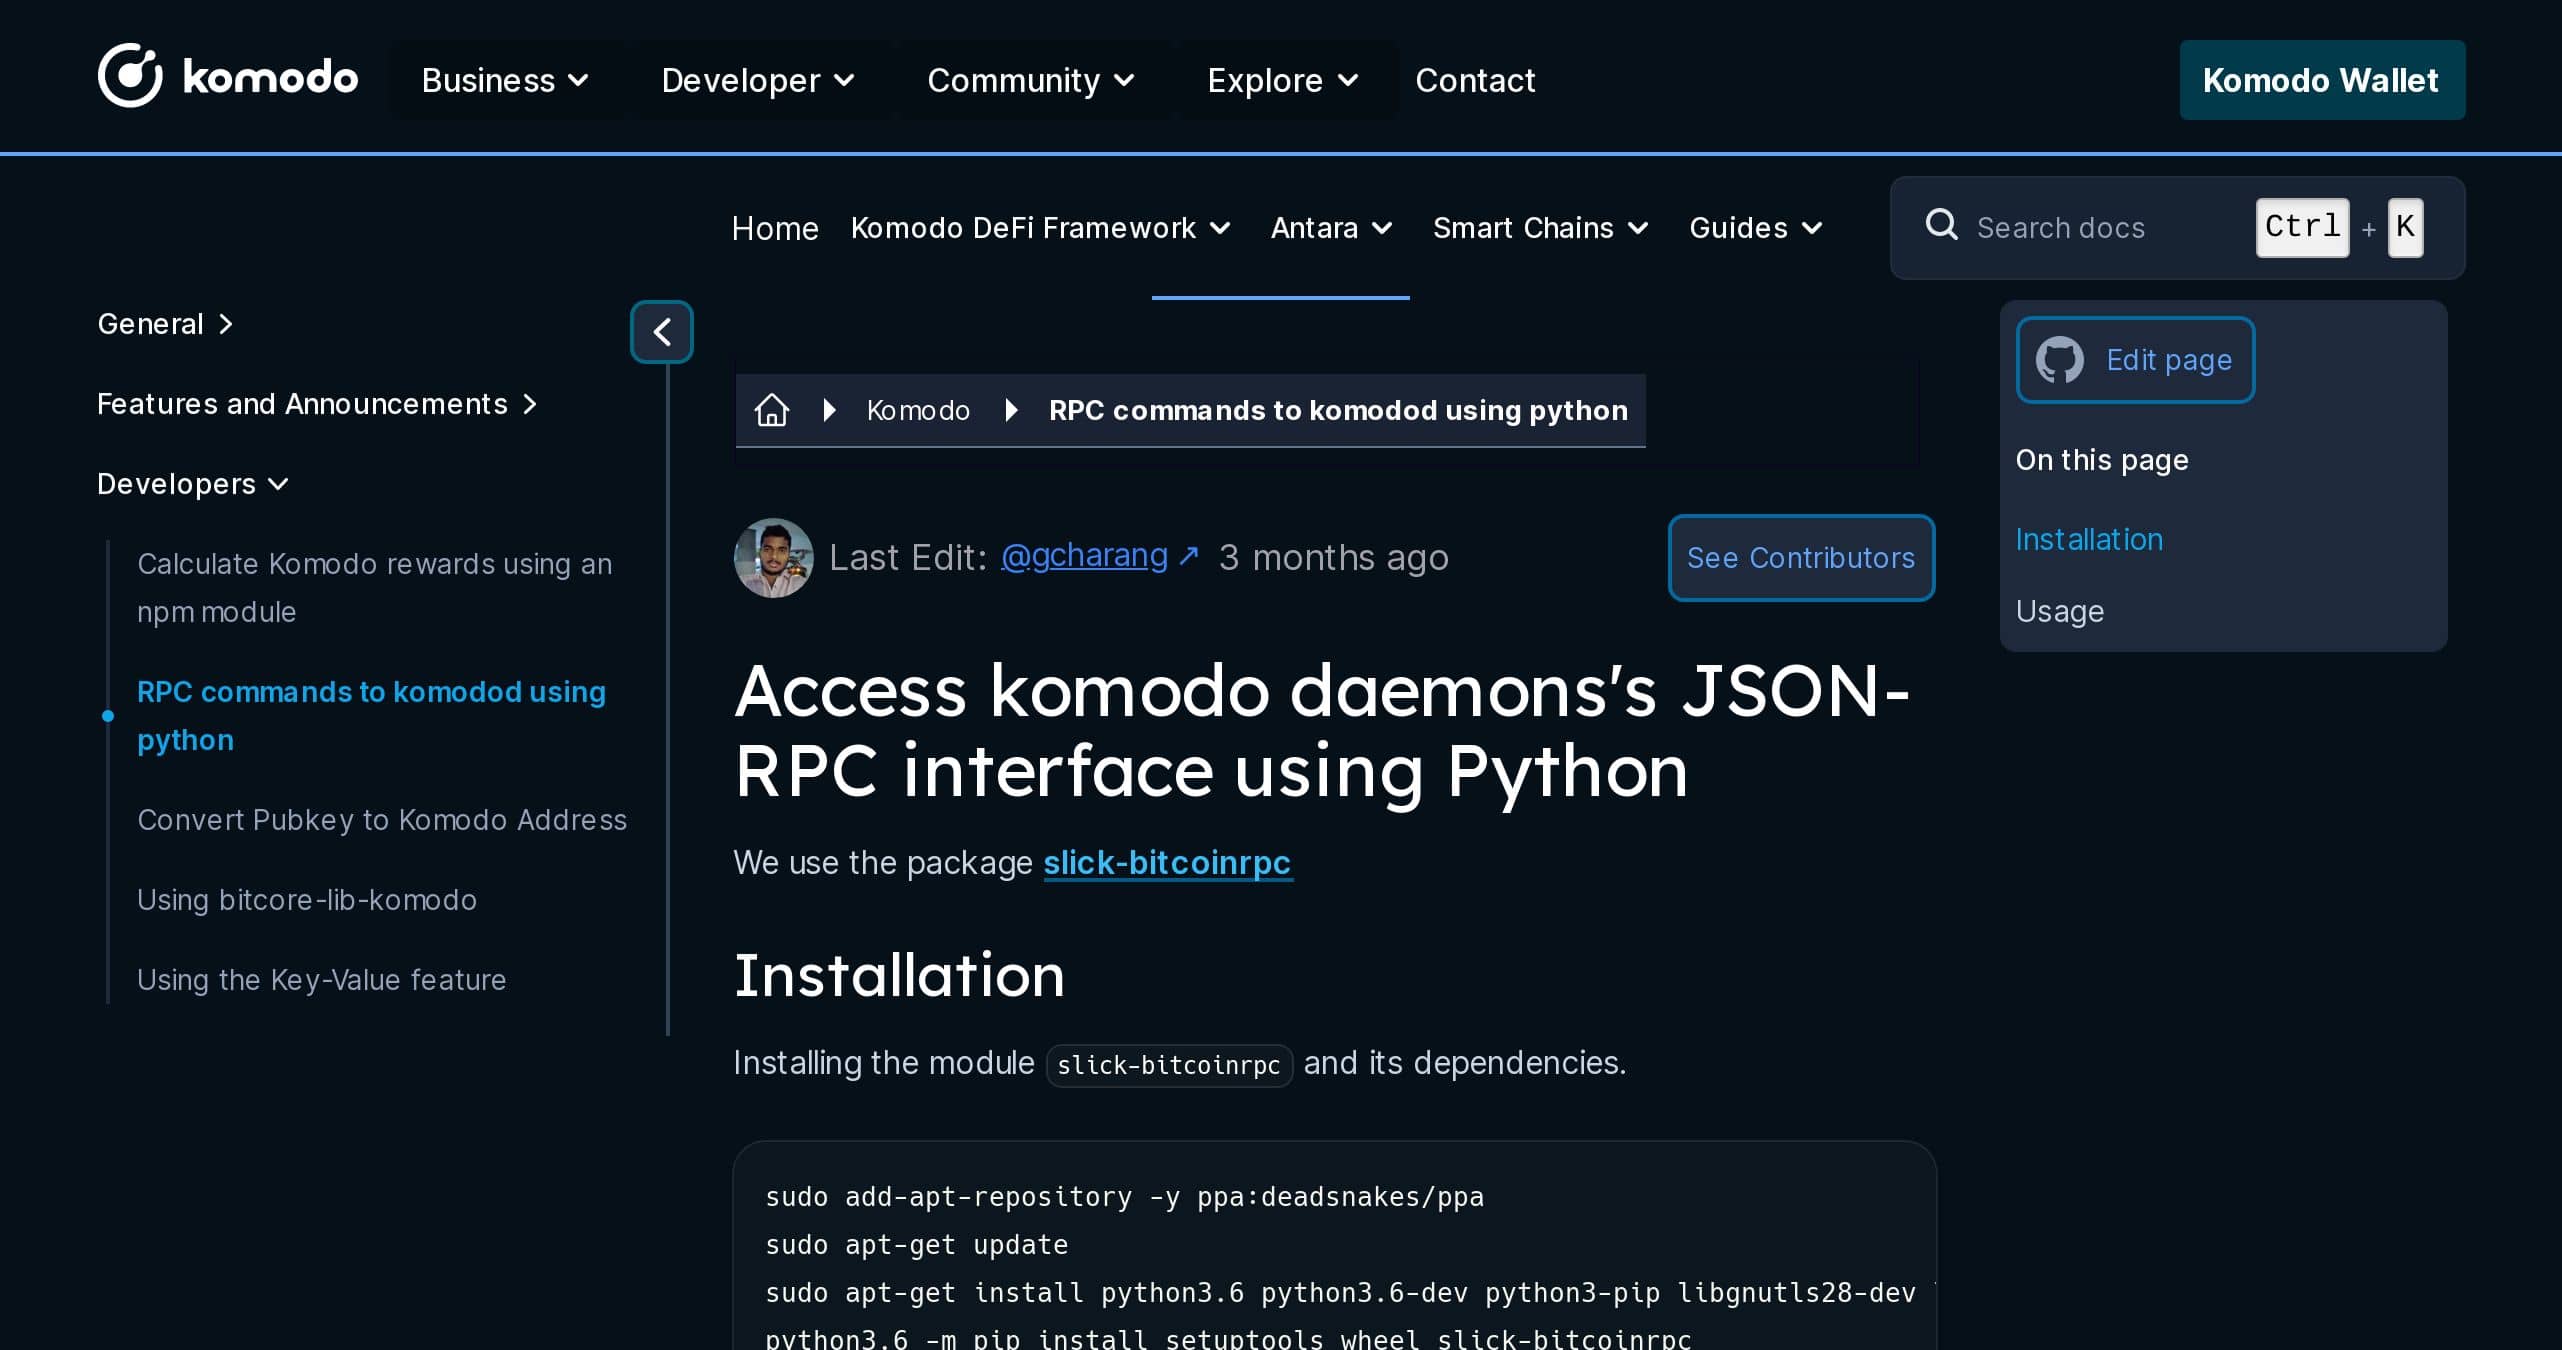 komodo
Business
Developer
Community
Explore
Contact
Komodo Wallet
Home
Komodo DeFi Framework
Antara
Smart Chains
Guides
Search docs
Ctrl + K
General
Features and Announcements
Developers
Calculate Komodo rewards using an
npm module
RPC commands to komodod using
python
Convert Pubkey to Komodo Address
Using bitcore-lib-komodo
Using the Key-Value feature
Komodo
RPC commands to komodod using python
Last Edit: @gcharang ↗ 3 months ago
See Contributors
Access komodo daemons's JSON-
RPC interface using Python
We use the package slick-bitcoinrpc
Installation
Installing the module slick-bitcoinrpc and its dependencies.
sudo add-apt-repository -y ppa:deadsnakes/ppa
sudo apt-get update
sudo apt-get install python3.6 python3.6-dev python3-pip libgnutls28-dev
python3.6 -m pip install setuptools wheel slick-bitcoinrpc
Edit page
On this page
Installation
Usage